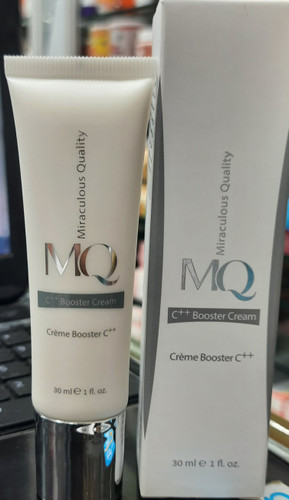 Miraculous Quality
MQ
C++ Booster Cream
Crème Booster C++
30 ml ℮ 1 fl. oz.
Miraculous Quality
MQ
C++ Booster Cream
Crème Booster C++
30 ml ℮ 1 fl. oz.